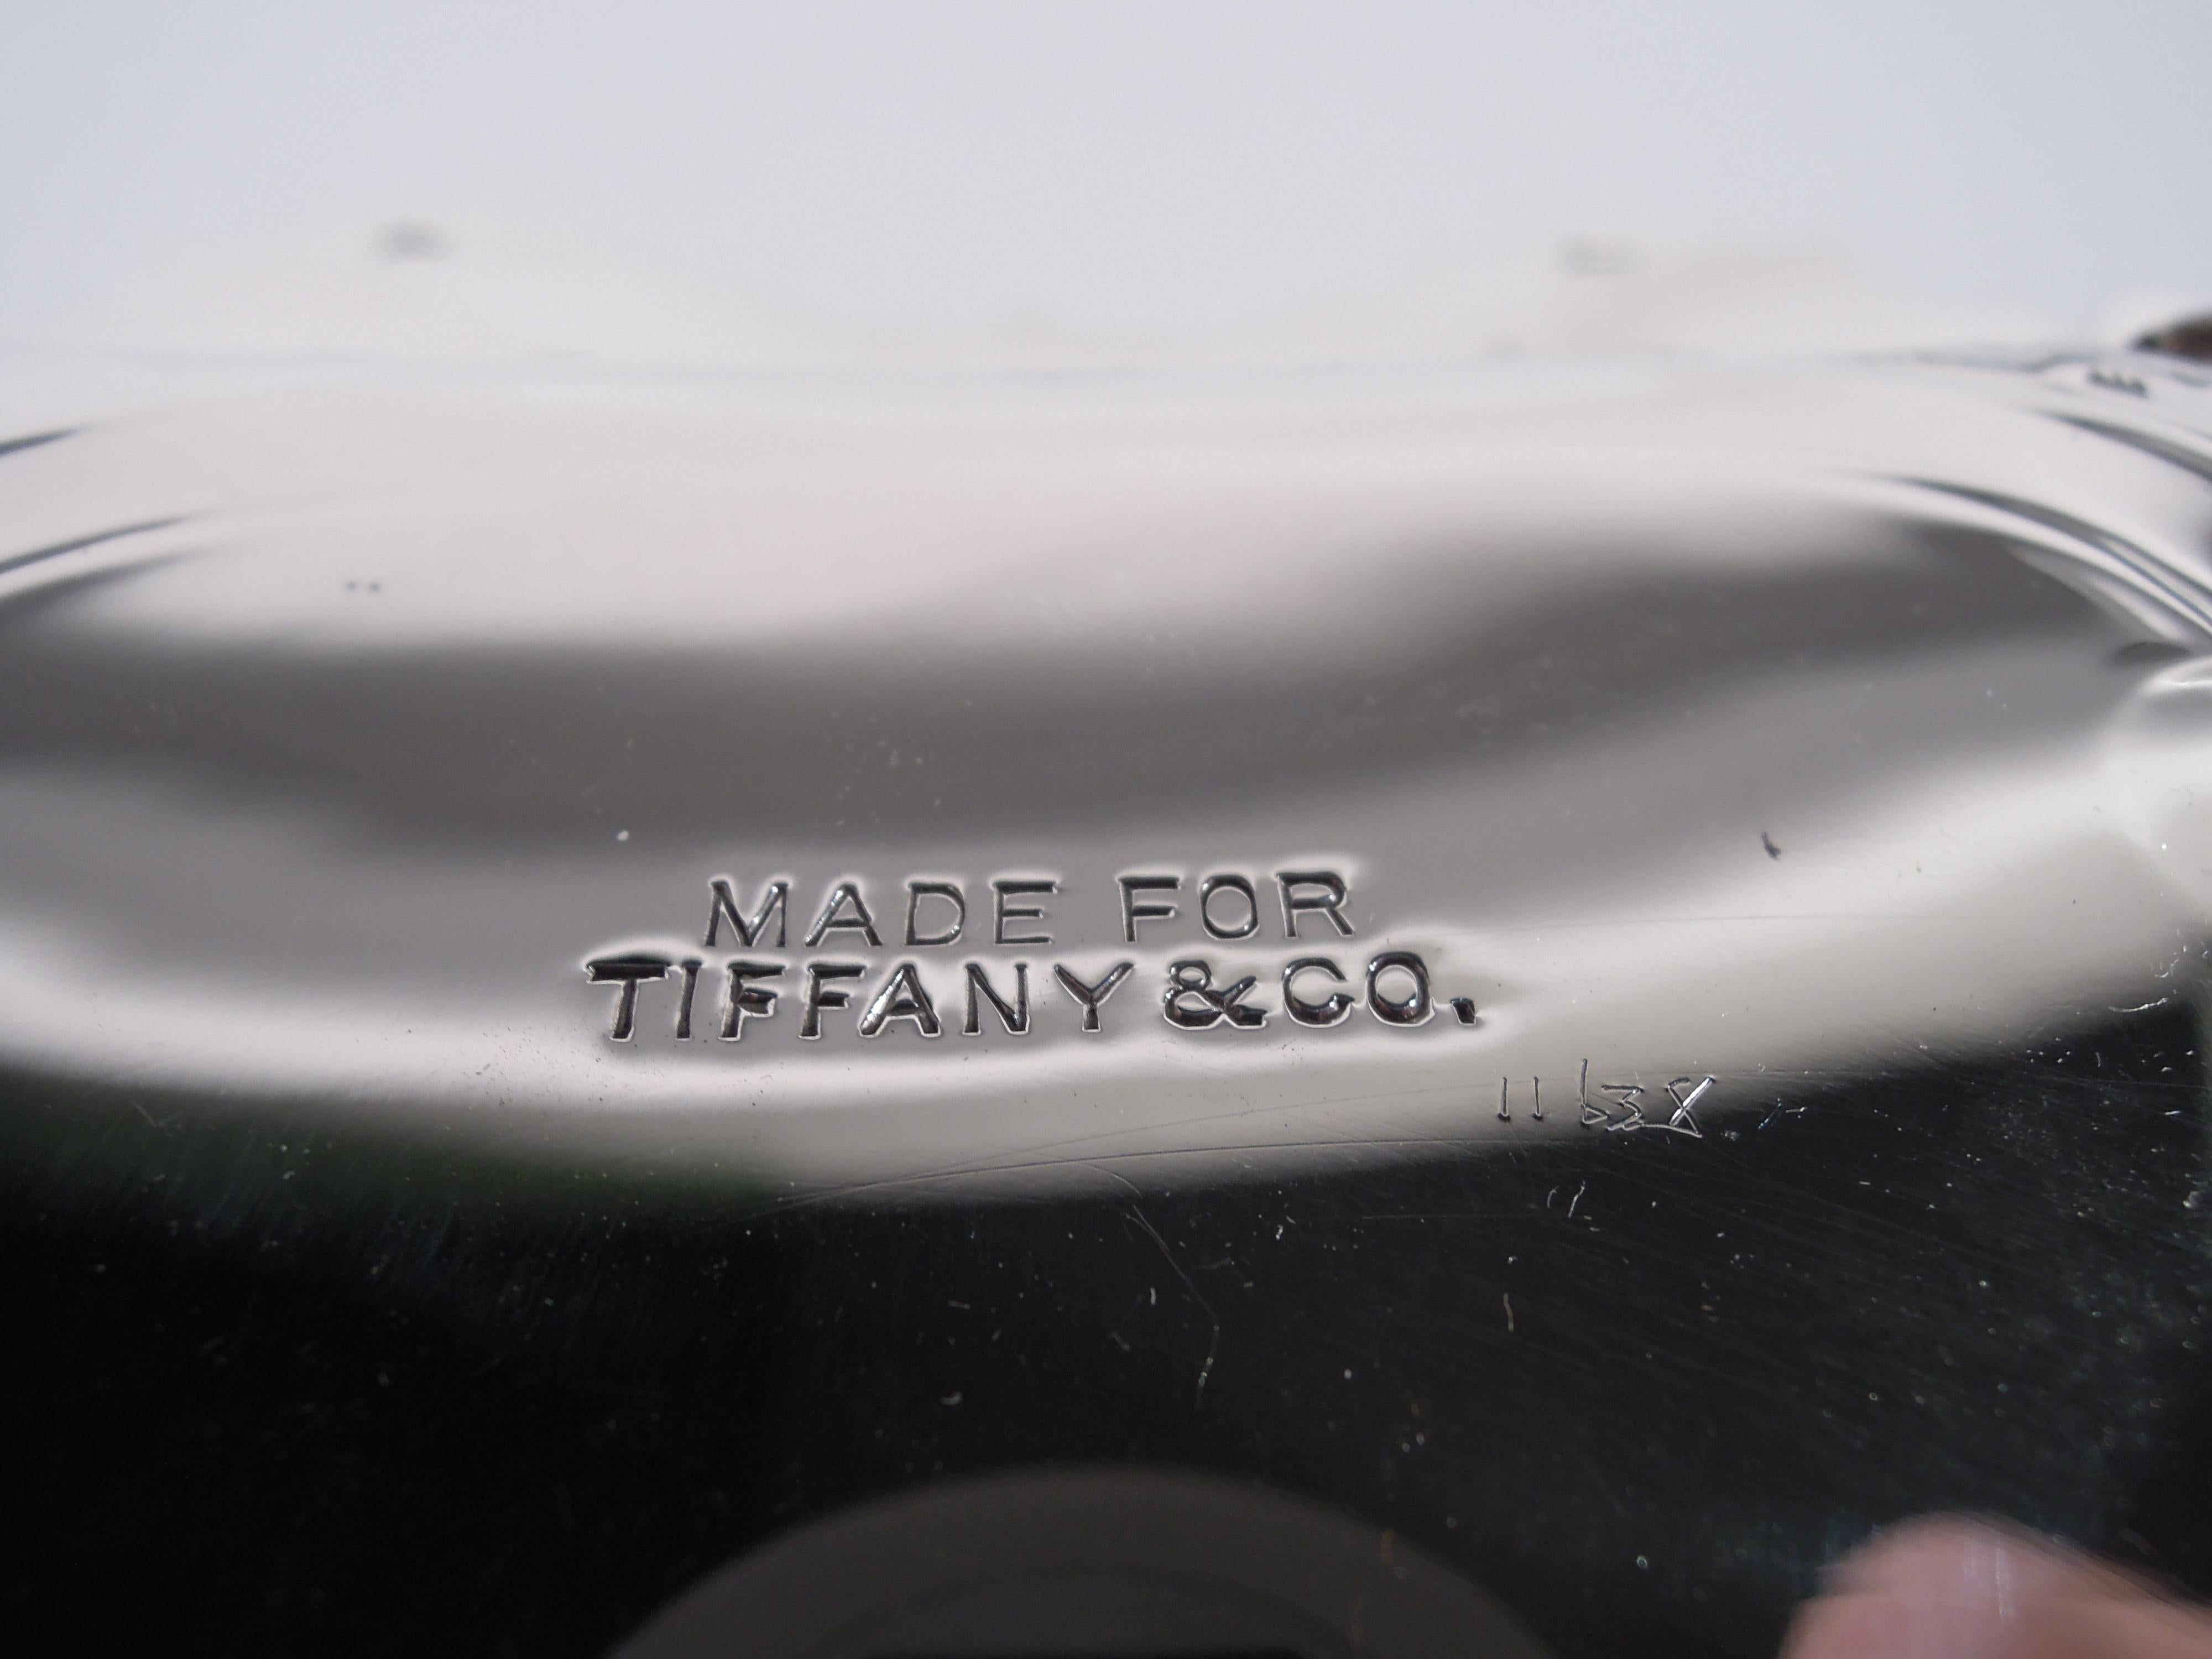 MADE FOR
TIFFANY & CO.
11638